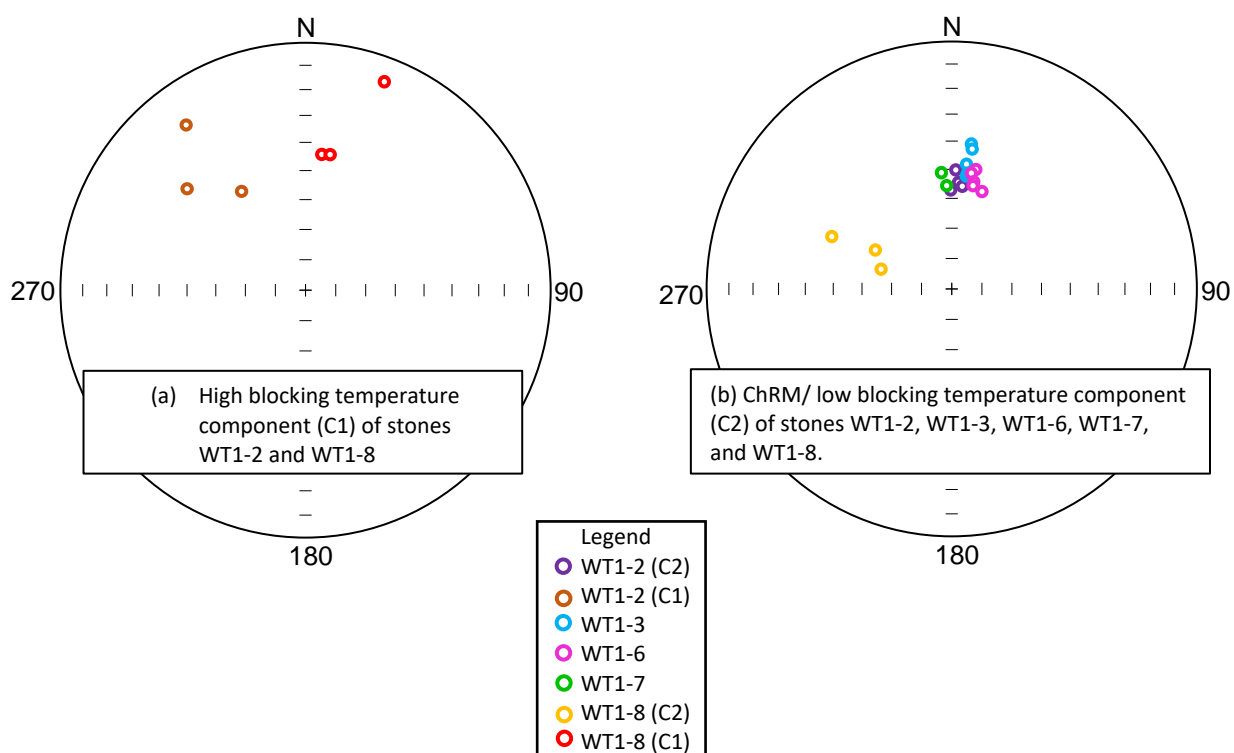 N
270
90
180
(a) High blocking temperature
component (C1) of stones
WT1-2 and WT1-8
N
270
90
180
(b) ChRM/ low blocking temperature component
(C2) of stones WT1-2, WT1-3, WT1-6, WT1-7,
and WT1-8.
Legend
WT1-2 (C2)
WT1-2 (C1)
WT1-3
WT1-6
WT1-7
WT1-8 (C2)
WT1-8 (C1)